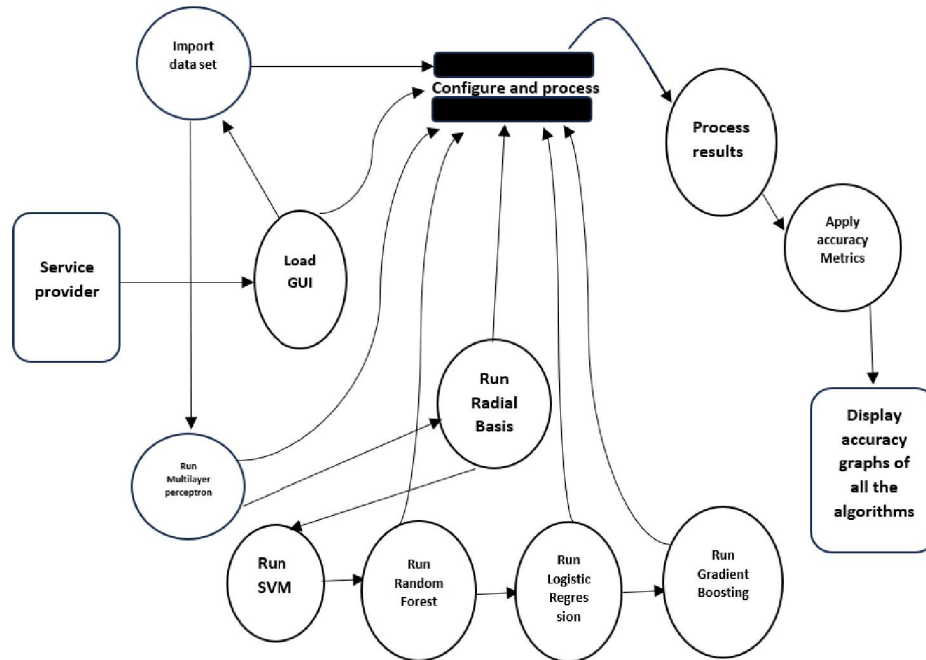 Import
data set
Configure and process
Process
results
Apply
accuracy
Metrics
Service
provider
Load
GUI
Run
Radial
Basis
Display
accuracy
graphs of
all the
algorithms
Run
Multilayer
perceptron
Run
SVM
Run
Random
Forest
Run
Logistic
Regres
sion
Run
Gradient
Boosting